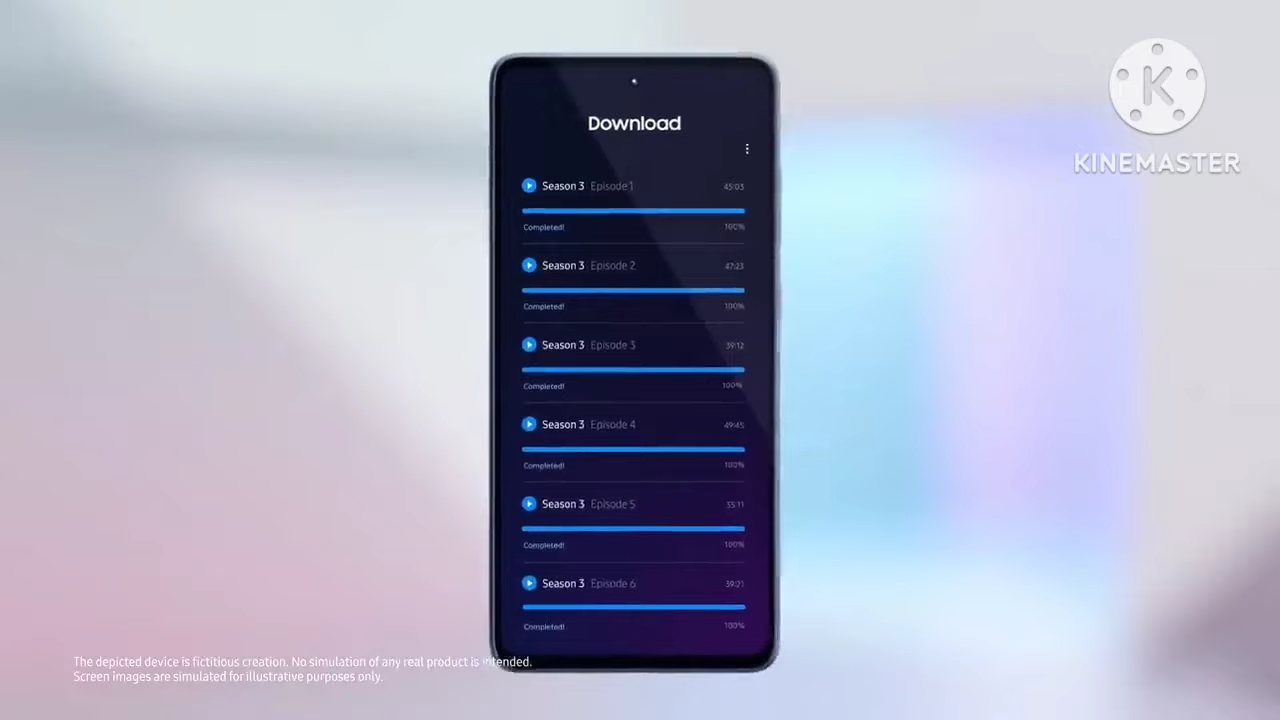 Download
Season 3 Episode 1 45:03
Completed! 100%
Season 3 Episode 2 47:23
Completed! 100%
Season 3 Episode 3 39:12
Completed! 100%
Season 3 Episode 4 49:45
Completed! 100%
Season 3 Episode 5 55:11
Completed! 100%
Season 3 Episode 6 39:21
Completed! 100%
K
KINEMASTER
The depicted device is fictitious creation. No simulation of any real product is intended.
Screen images are simulated for illustrative purposes only.